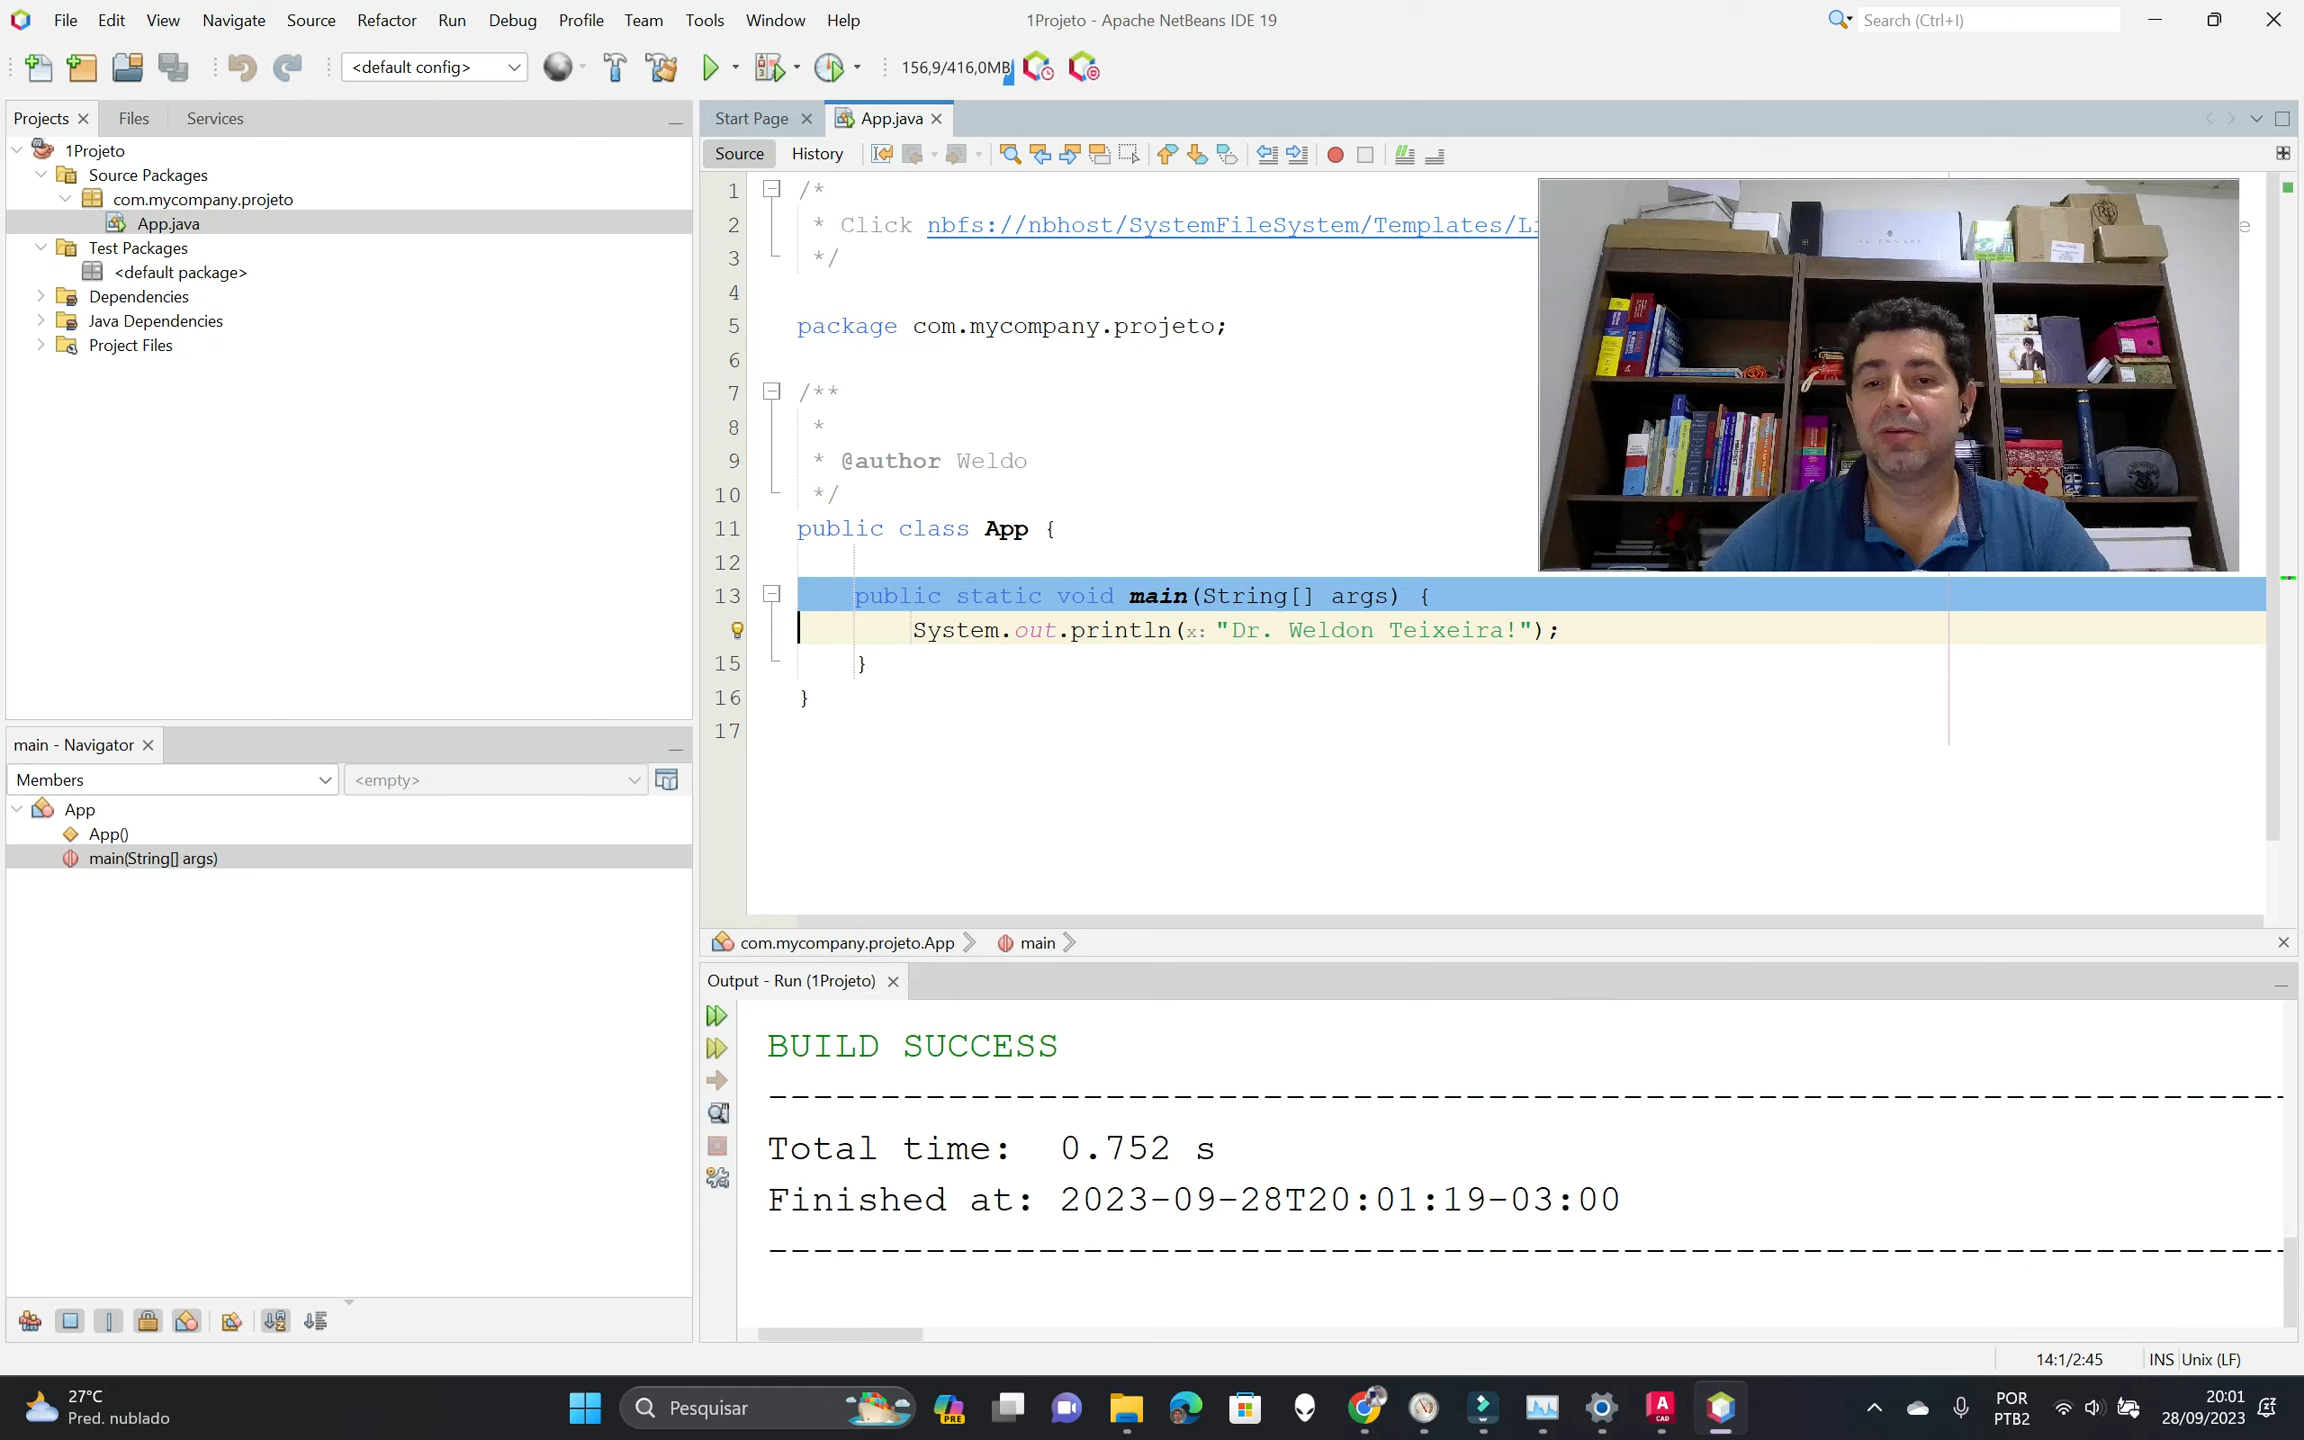 File Edit View Navigate Source Refactor Run Debug Profile Team Tools Window Help
1Projeto - Apache NetBeans IDE 19
Search (Ctrl+I)
<default config>
156,9/416,0MB
Projects
Files
Services
Start Page
App.java
1Projeto
Source Packages
com.mycompany.projeto
App.java
Test Packages
<default package>
Dependencies
Java Dependencies
Project Files
Source
History
1 /*
2 * Click nbfs://nbhost/SystemFileSystem/Templates/Li e
3 */
4
5 package com.mycompany.projeto;
6
7 /**
8 *
9 * @author Weldo
10 */
11 public class App {
12
13 public static void main(String[] args) {
System.out.println(x: "Dr. Weldon Teixeira!");
15 }
16 }
17
main - Navigator
Members
<empty>
App
App()
main(String[] args)
com.mycompany.projeto.App
main
Output - Run (1Projeto)
BUILD SUCCESS
------------------------------------------------------------------------
Total time:  0.752 s
Finished at: 2023-09-28T20:01:19-03:00
------------------------------------------------------------------------
14:1/2:45
INS
Unix (LF)
27°C
Pred. nublado
Pesquisar
PRE
CAD
POR
PTB2
20:01
28/09/2023